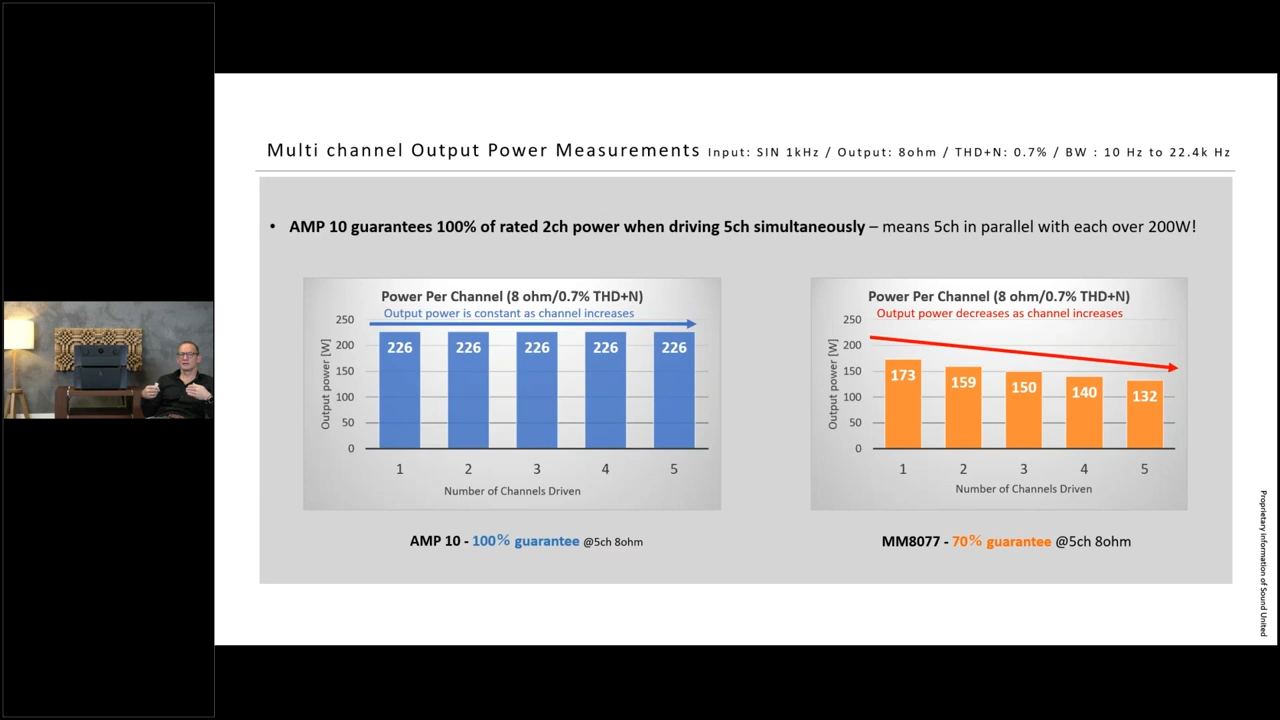 Multi channel Output Power Measurements Input: SIN 1kHz / Output: 8ohm / THD+N: 0.7% / BW : 10 Hz to 22.4k Hz
• AMP 10 guarantees 100% of rated 2ch power when driving 5ch simultaneously – means 5ch in parallel with each over 200W!
Power Per Channel (8 ohm/0.7% THD+N)
Output power is constant as channel increases
Output power [W]
250
200
150
100
50
0
226 226 226 226 226
1 2 3 4 5
Number of Channels Driven
AMP 10 - 100% guarantee @5ch 8ohm
Power Per Channel (8 ohm/0.7% THD+N)
Output power decreases as channel increases
Output power [W]
250
200
150
100
50
0
173 159 150 140 132
1 2 3 4 5
Number of Channels Driven
MM8077 - 70% guarantee @5ch 8ohm
Proprietary information of Sound United